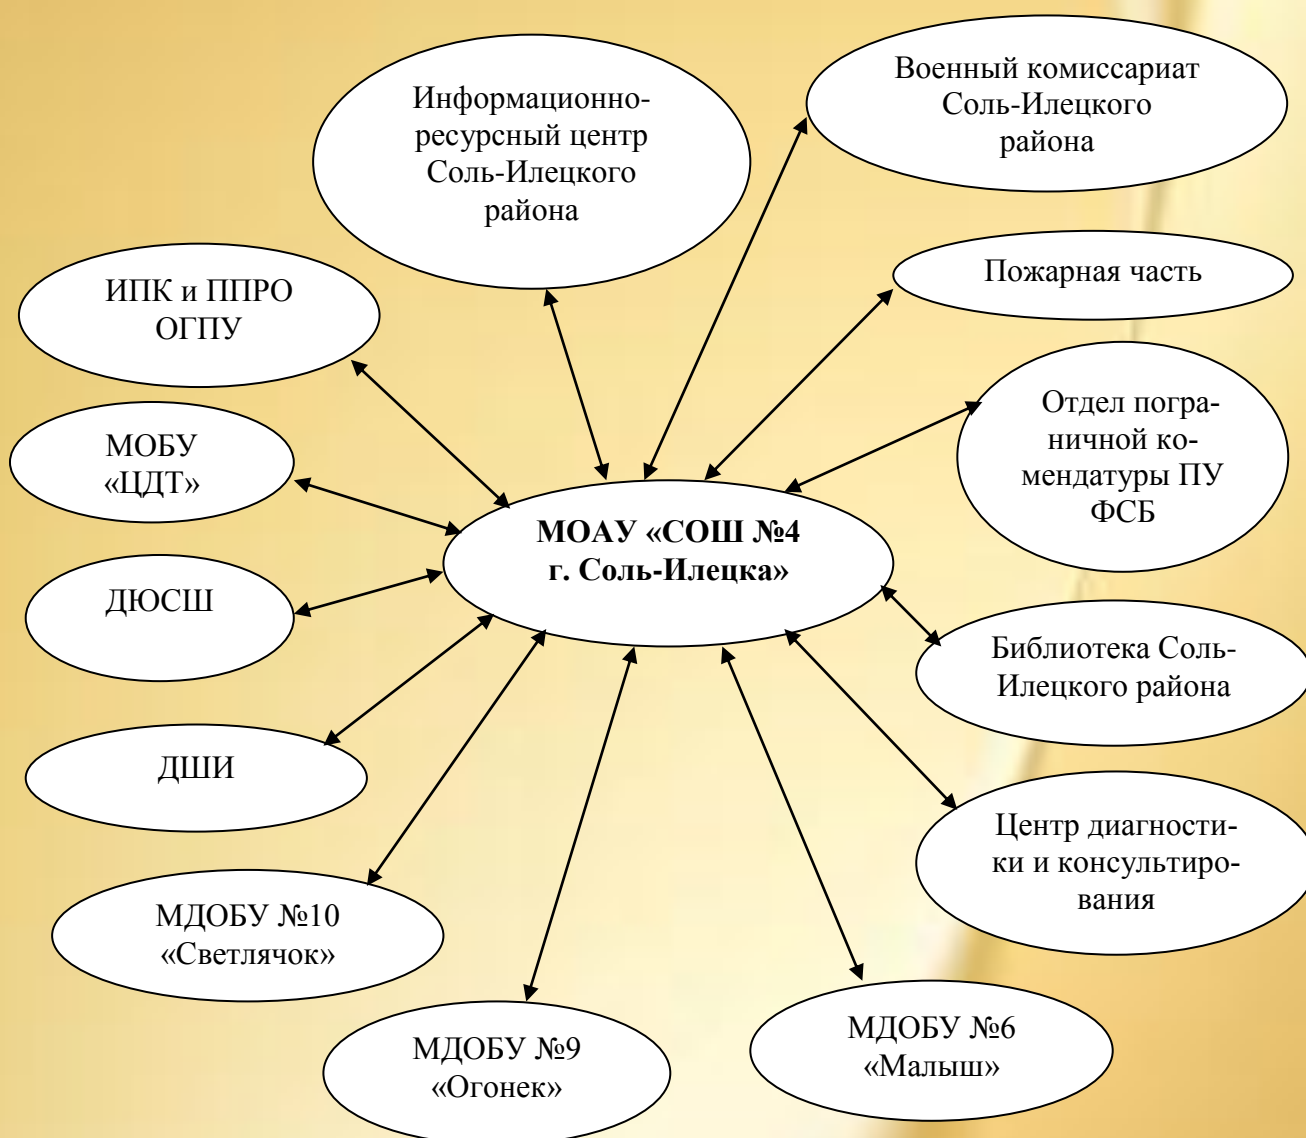 Военный комиссариат
Соль-Илецкого
района
Информационно-
ресурсный центр
Соль-Илецкого
района
Пожарная часть
ИПК и ППРО
ОГПУ
Отдел погра-
ничной ко-
мендатуры ПУ
ФСБ
МОБУ
«ЦДТ»
МОАУ «СОШ №4
г. Соль-Илецка»
ДЮСШ
Библиотека Соль-
Илецкого района
ДШИ
Центр диагности-
ки и консультиро-
вания
МДОБУ №10
«Светлячок»
МДОБУ №9
«Огонек»
МДОБУ №6
«Малыш»